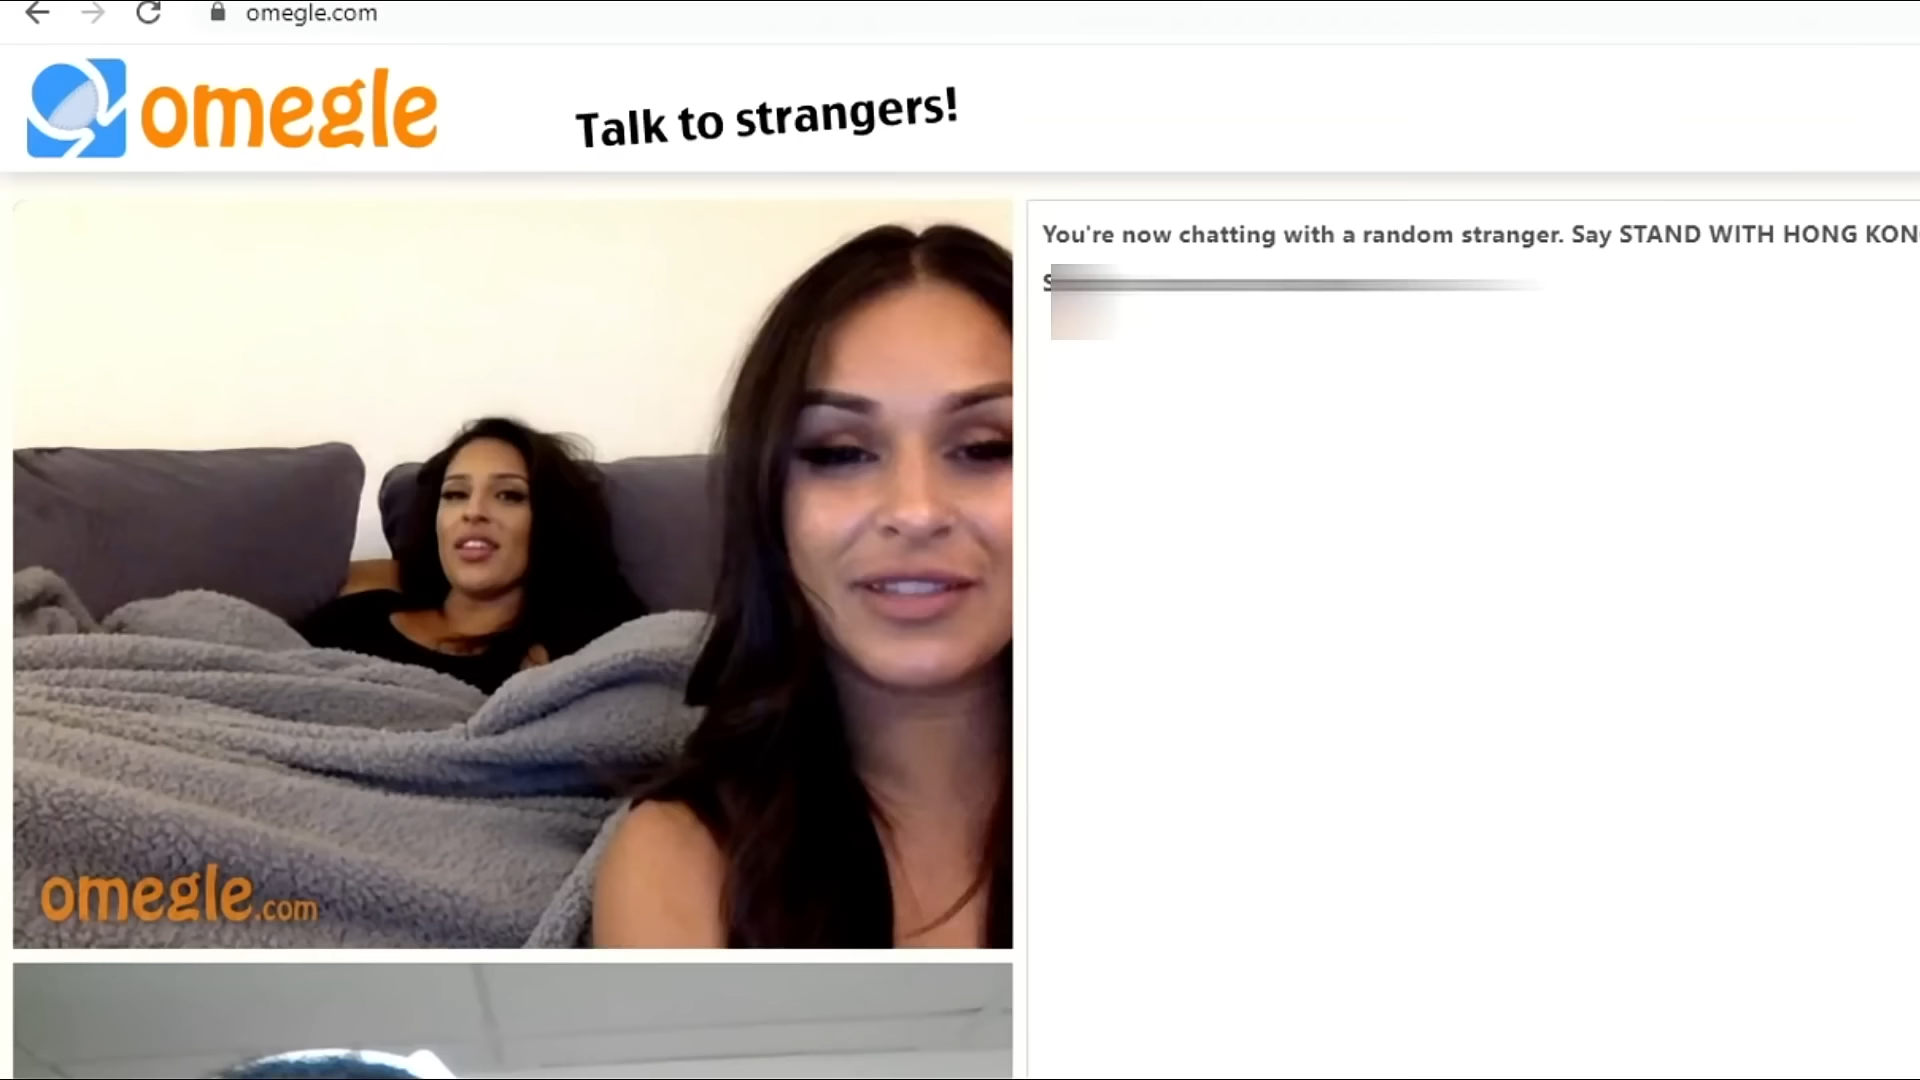 omegle.com
omegle
Talk to strangers!
You're now chatting with a random stranger. Say STAND WITH HONG KON
omegle.com